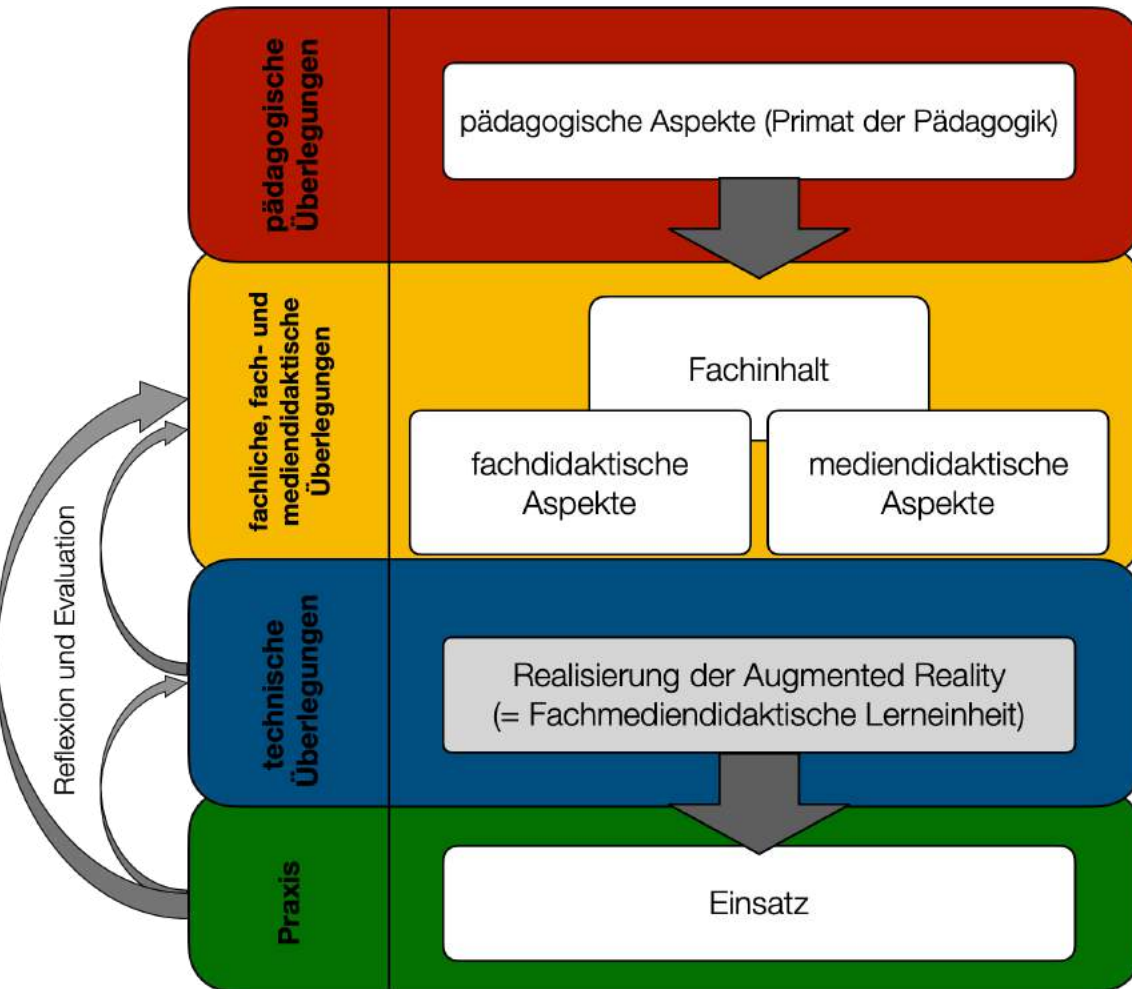 pädagogische
Überlegungen
pädagogische Aspekte (Primat der Pädagogik)
fachliche, fach- und
mediendidaktische
Überlegungen
Fachinhalt
fachdidaktische
Aspekte
mediendidaktische
Aspekte
Reflexion und Evaluation
technische
Überlegungen
Realisierung der Augmented Reality
(= Fachmediendidaktische Lerneinheit)
Praxis
Einsatz